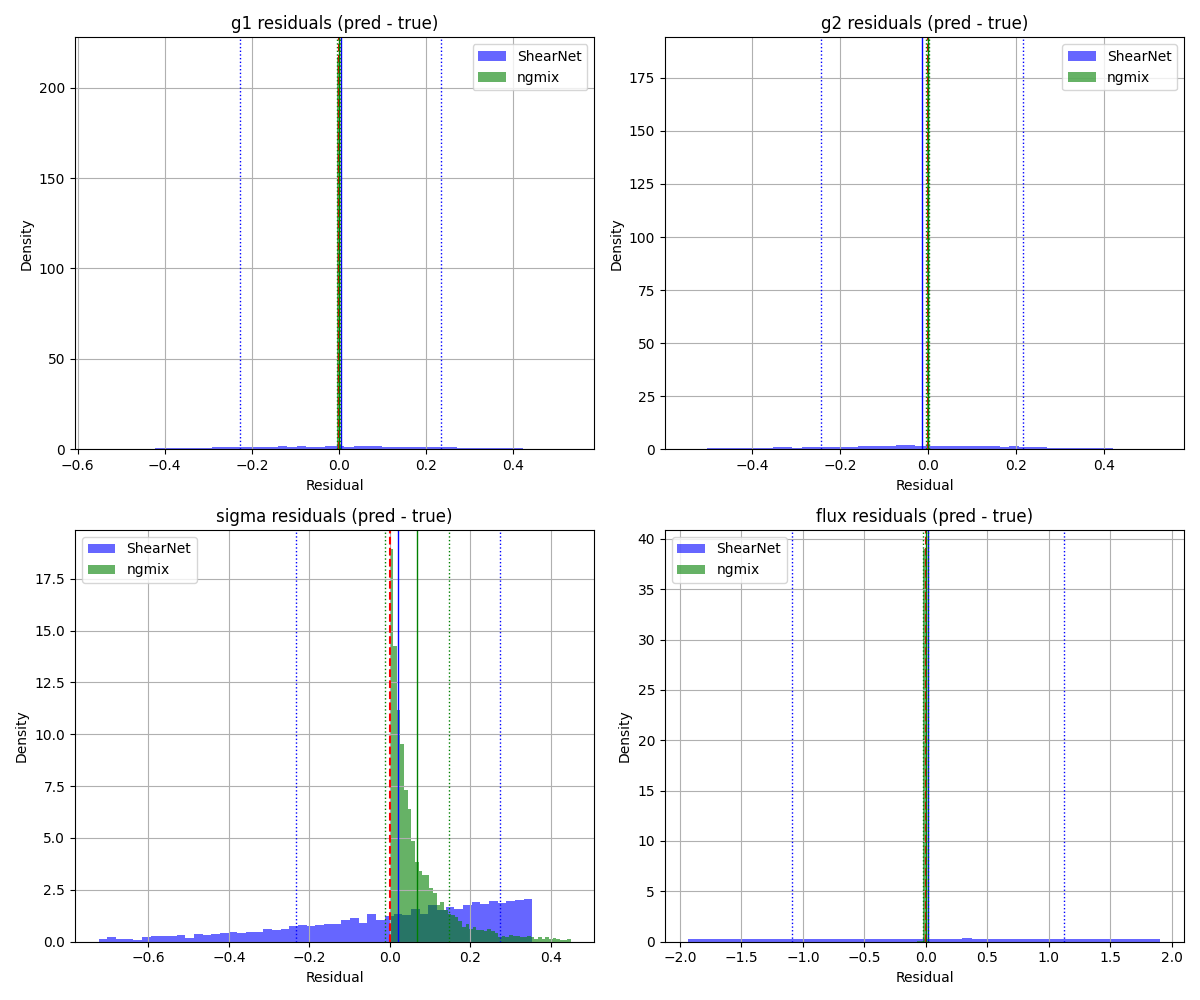 g1 residuals (pred - true)
Density
200
150
100
50
0
ShearNet
ngmix
−0.6 −0.4 −0.2 0.0 0.2 0.4
Residual
g2 residuals (pred - true)
Density
175
150
125
100
75
50
25
0
ShearNet
ngmix
−0.4 −0.2 0.0 0.2 0.4
Residual
sigma residuals (pred - true)
Density
17.5
15.0
12.5
10.0
7.5
5.0
2.5
0.0
ShearNet
ngmix
−0.6 −0.4 −0.2 0.0 0.2 0.4
Residual
flux residuals (pred - true)
Density
40
35
30
25
20
15
10
5
0
ShearNet
ngmix
−2.0 −1.5 −1.0 −0.5 0.0 0.5 1.0 1.5 2.0
Residual